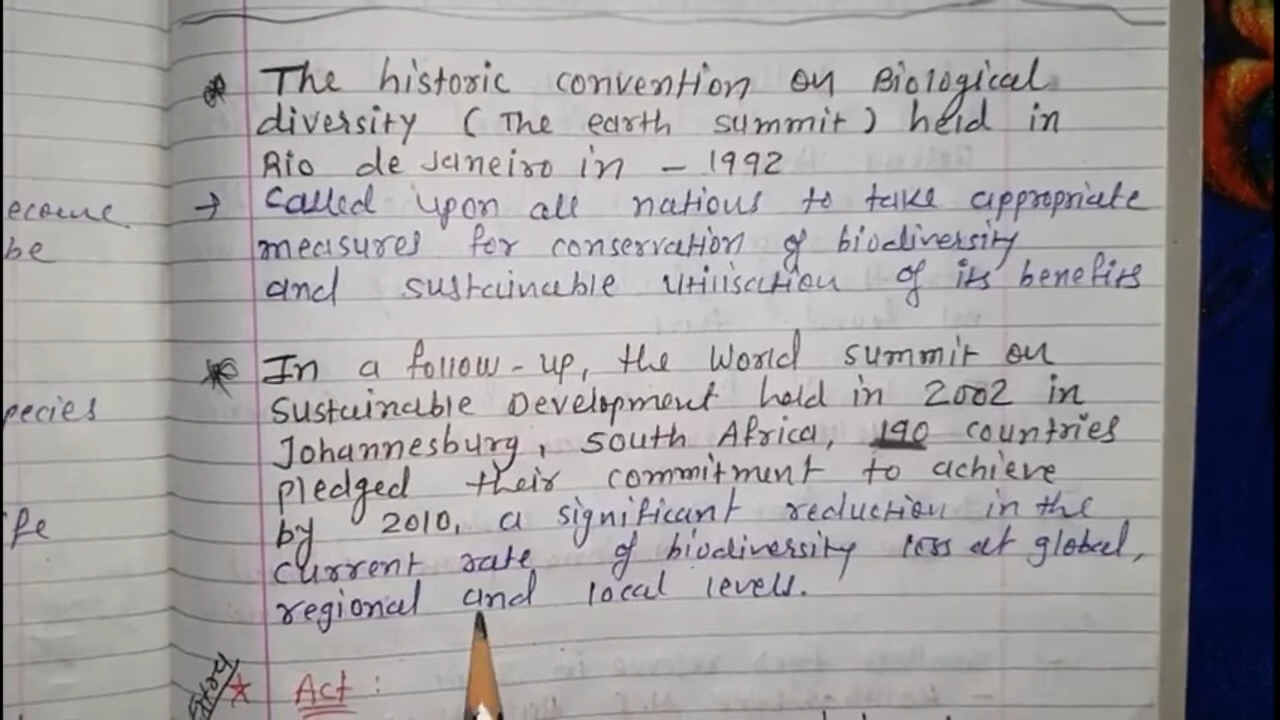 The historic convention on Biological
diversity (The earth summit) held in
Rio de Janeiro in - 1992
→ called upon all nations to take appropriate
measures for conservation of biodiversity
and sustainable utilisation of its benefits
In a follow-up, the World summit on
Sustainable Development held in 2002 in
Johannesburg, South Africa, 190 countries
pledged their commitment to achieve
by 2010, a significant reduction in the
current rate of biodiversity loss at global,
regional and local levels.
Act :
be
pecies